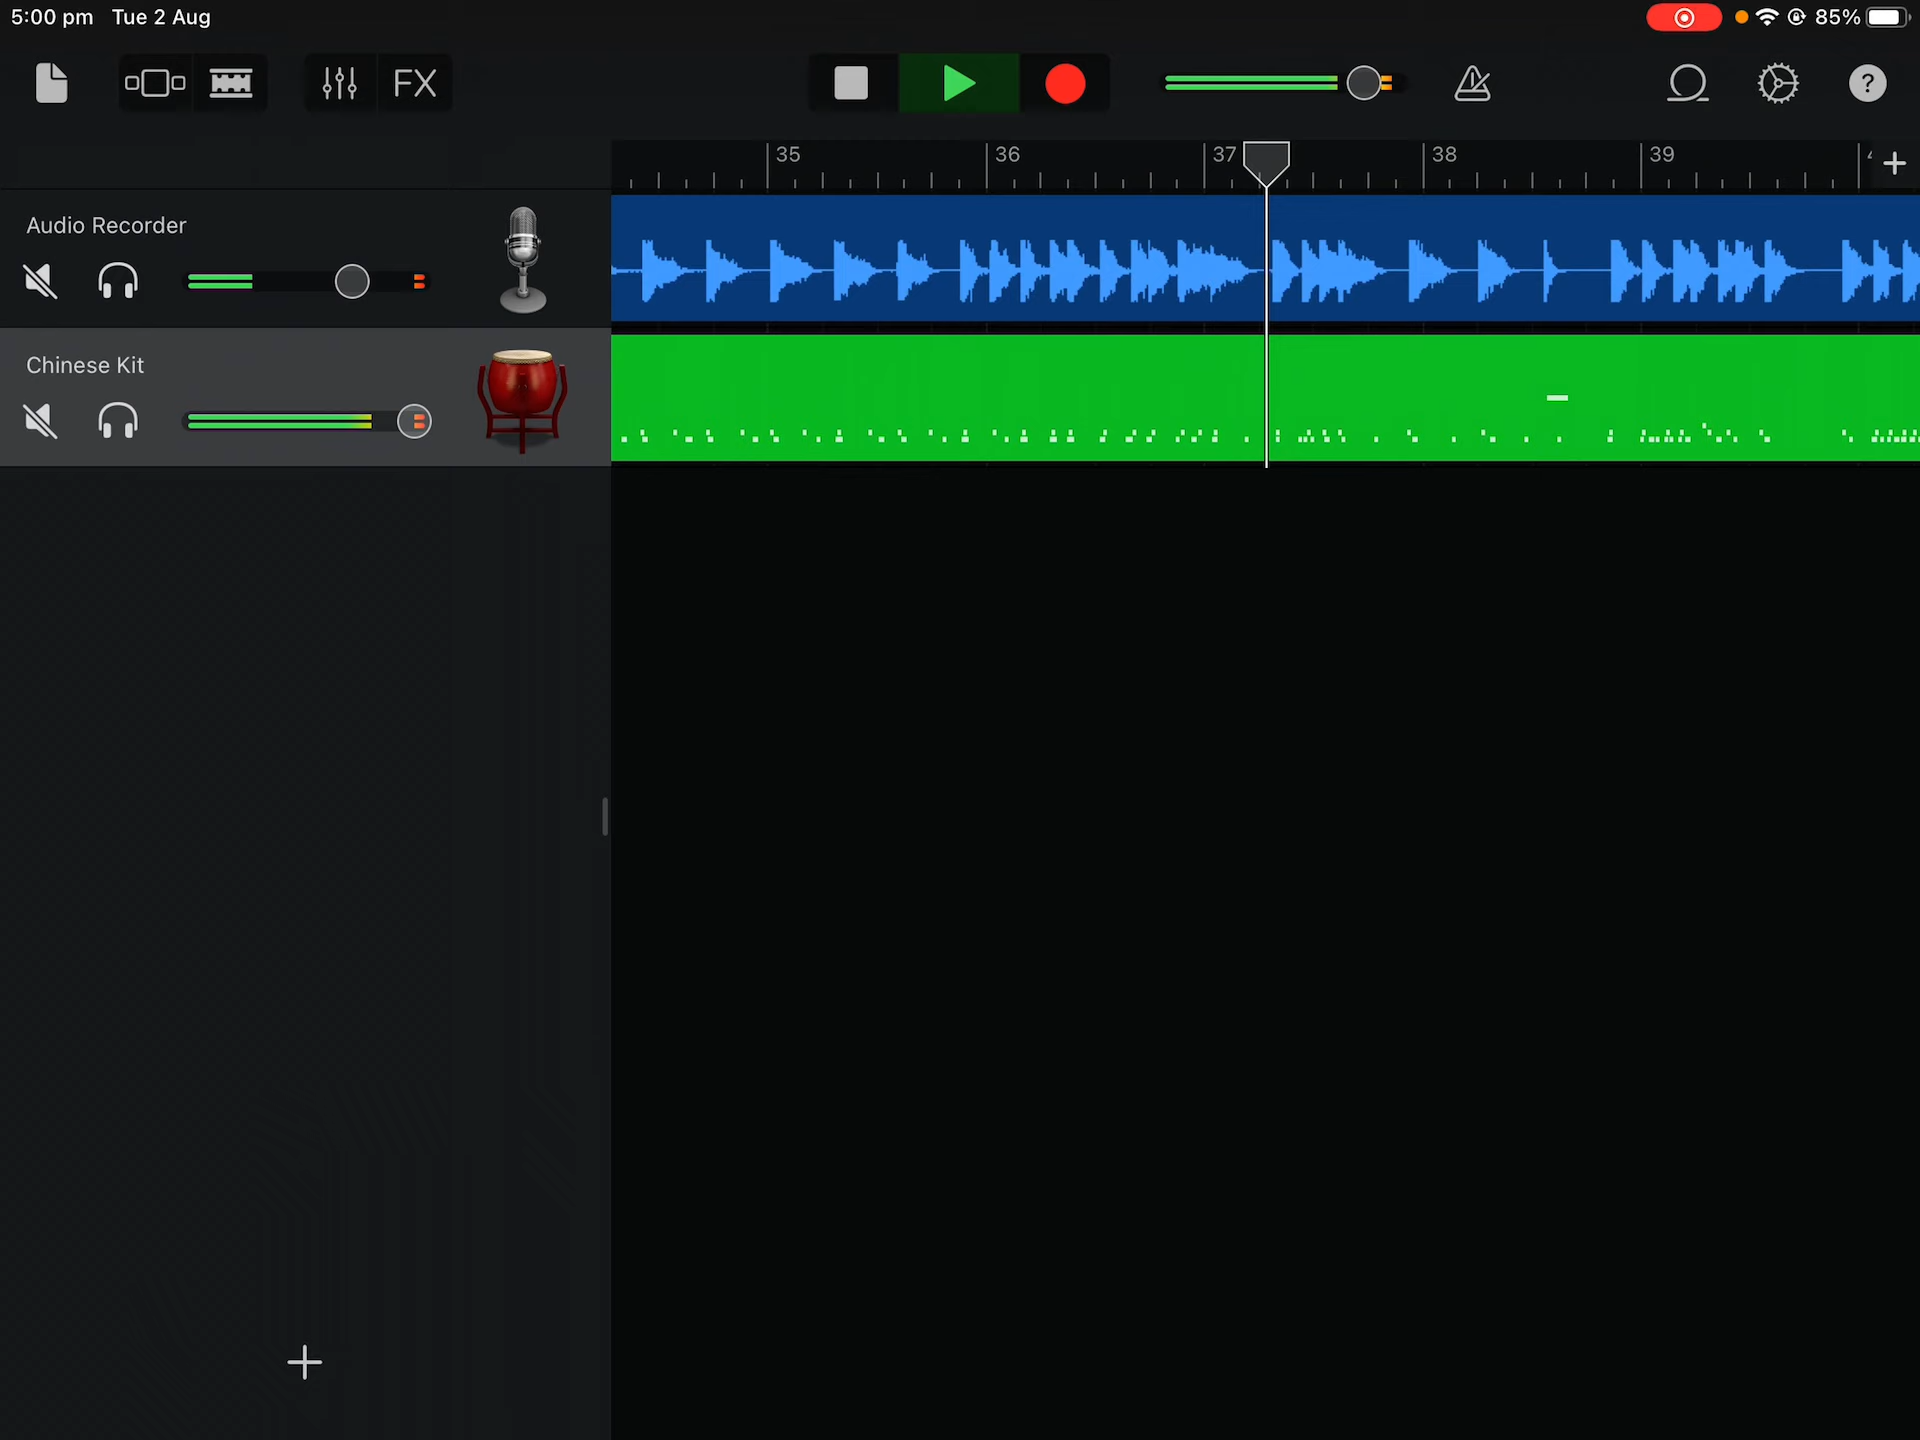 5:00 pm Tue 2 Aug
85%
FX
?
35 36 37 38 39
Audio Recorder
Chinese Kit